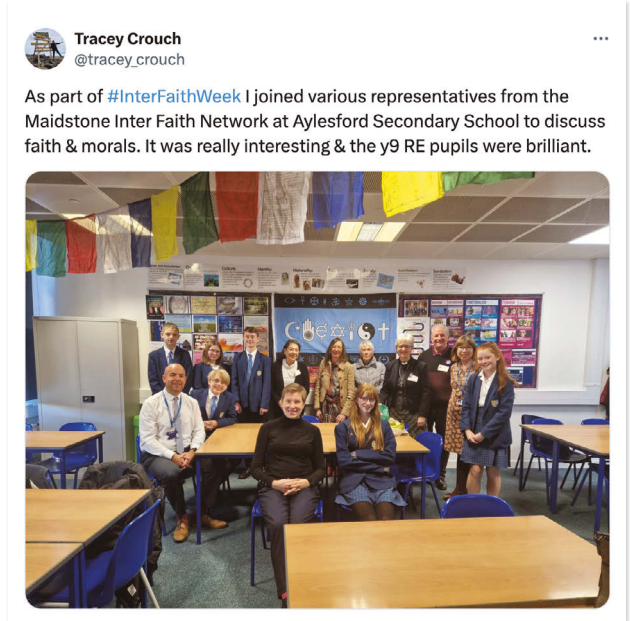 Tracey Crouch
@tracey_crouch
As part of #InterFaithWeek I joined various representatives from the
Maidstone Inter Faith Network at Aylesford Secondary School to discuss
faith & morals. It was really interesting & the y9 RE pupils were brilliant.
COEXIST